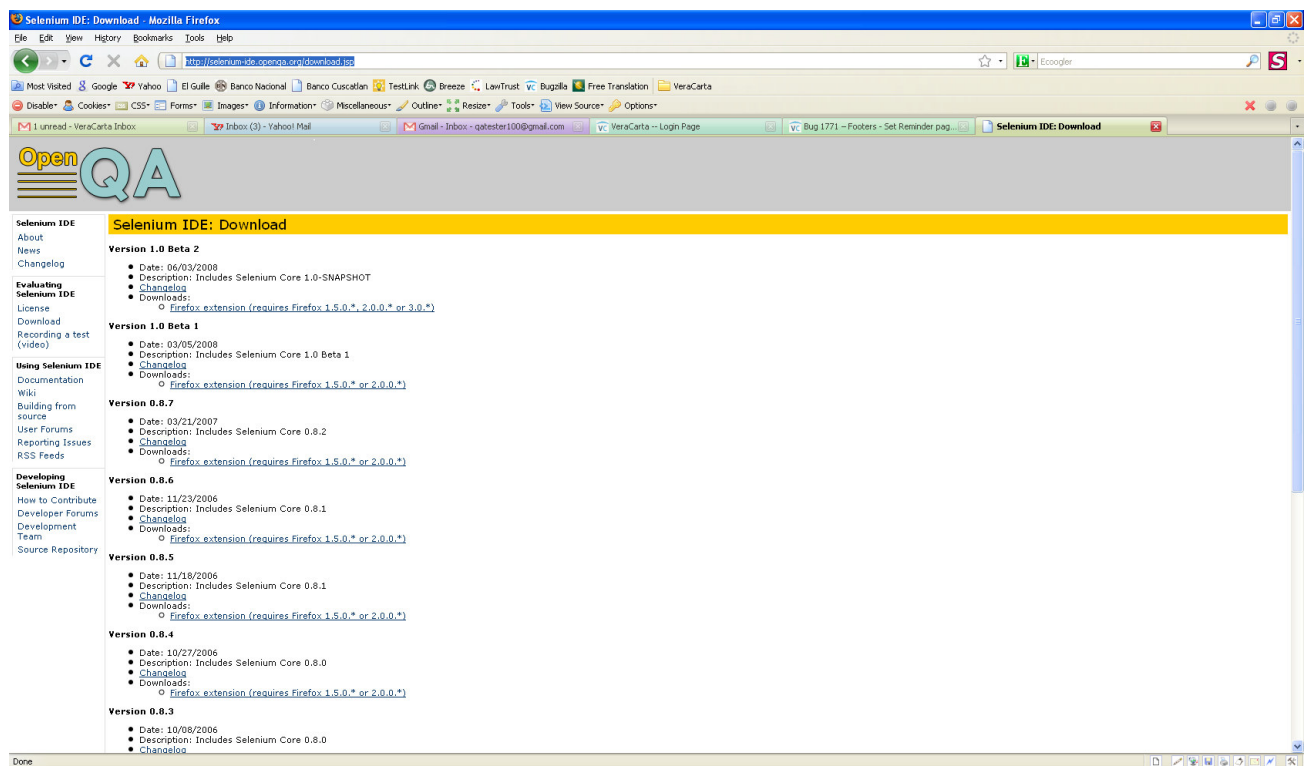 Selenium IDE: Download - Mozilla Firefox
File Edit View History Bookmarks Tools Help
http://selenium-ide.openqa.org/download.jsp
Ecoogler
Most Visited Google Yahoo El Guille Banco Nacional Banco Cuscatlan TestLink Breeze LawTrust Bugzilla Free Translation VeraCarta
Disable Cookies CSS Forms Images Information Miscellaneous Outline Resize Tools View Source Options
1 unread - VeraCarta Inbox Inbox (3) - Yahoo! Mail Gmail - Inbox - qatester100@gmail.com VeraCarta -- Login Page Bug 1771 – Footers - Set Reminder pag... Selenium IDE: Download
Open QA
Selenium IDE
About
News
Changelog
Evaluating
Selenium IDE
License
Download
Recording a test
(video)
Using Selenium IDE
Documentation
Wiki
Building from
source
User Forums
Reporting Issues
RSS Feeds
Developing
Selenium IDE
How to Contribute
Developer Forums
Development
Team
Source Repository
Selenium IDE: Download
Version 1.0 Beta 2
Date: 06/03/2008
Description: Includes Selenium Core 1.0-SNAPSHOT
Changelog
Downloads:
Firefox extension (requires Firefox 1.5.0.*, 2.0.0.* or 3.0.*)
Version 1.0 Beta 1
Date: 03/05/2008
Description: Includes Selenium Core 1.0 Beta 1
Changelog
Downloads:
Firefox extension (requires Firefox 1.5.0.* or 2.0.0.*)
Version 0.8.7
Date: 03/21/2007
Description: Includes Selenium Core 0.8.2
Changelog
Downloads:
Firefox extension (requires Firefox 1.5.0.* or 2.0.0.*)
Version 0.8.6
Date: 11/23/2006
Description: Includes Selenium Core 0.8.1
Changelog
Downloads:
Firefox extension (requires Firefox 1.5.0.* or 2.0.0.*)
Version 0.8.5
Date: 11/18/2006
Description: Includes Selenium Core 0.8.1
Changelog
Downloads:
Firefox extension (requires Firefox 1.5.0.* or 2.0.0.*)
Version 0.8.4
Date: 10/27/2006
Description: Includes Selenium Core 0.8.0
Changelog
Downloads:
Firefox extension (requires Firefox 1.5.0.* or 2.0.0.*)
Version 0.8.3
Date: 10/08/2006
Description: Includes Selenium Core 0.8.0
Changelog
Done